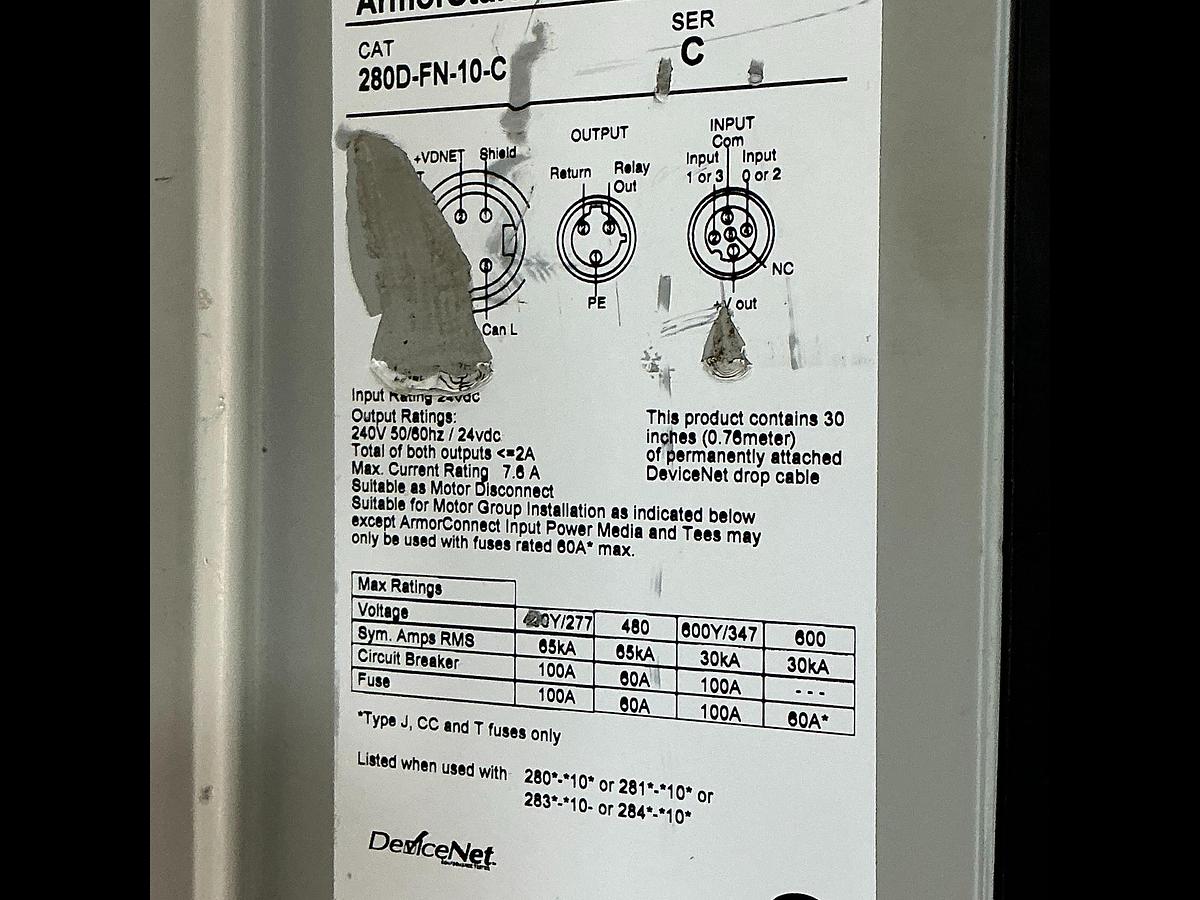 CAT
280D-FN-10-C
SER
C
+VDNET Shield
Can L
OUTPUT
Return Relay
Out
PE
INPUT
Com
Input Input
1 or 3 0 or 2
NC
+V out
Input Rating 24vdc
Output Ratings:
240V 50/60hz / 24vdc
Total of both outputs <=2A
Max. Current Rating 7.6 A
Suitable as Motor Disconnect
Suitable for Motor Group Installation as indicated below
except ArmorConnect Input Power Media and Tees may
only be used with fuses rated 60A* max.
This product contains 30
inches (0.76meter)
of permanently attached
DeviceNet drop cable
Max Ratings
Voltage 480 600Y/347 600
Sym. Amps RMS 65kA 65kA 30kA 30kA
Circuit Breaker 100A 60A 100A - - -
Fuse 100A 60A 100A 60A*
*Type J, CC and T fuses only
Listed when used with 280*-*10* or 281*-*10* or
283*-*10- or 284*-*10*
DeviceNet